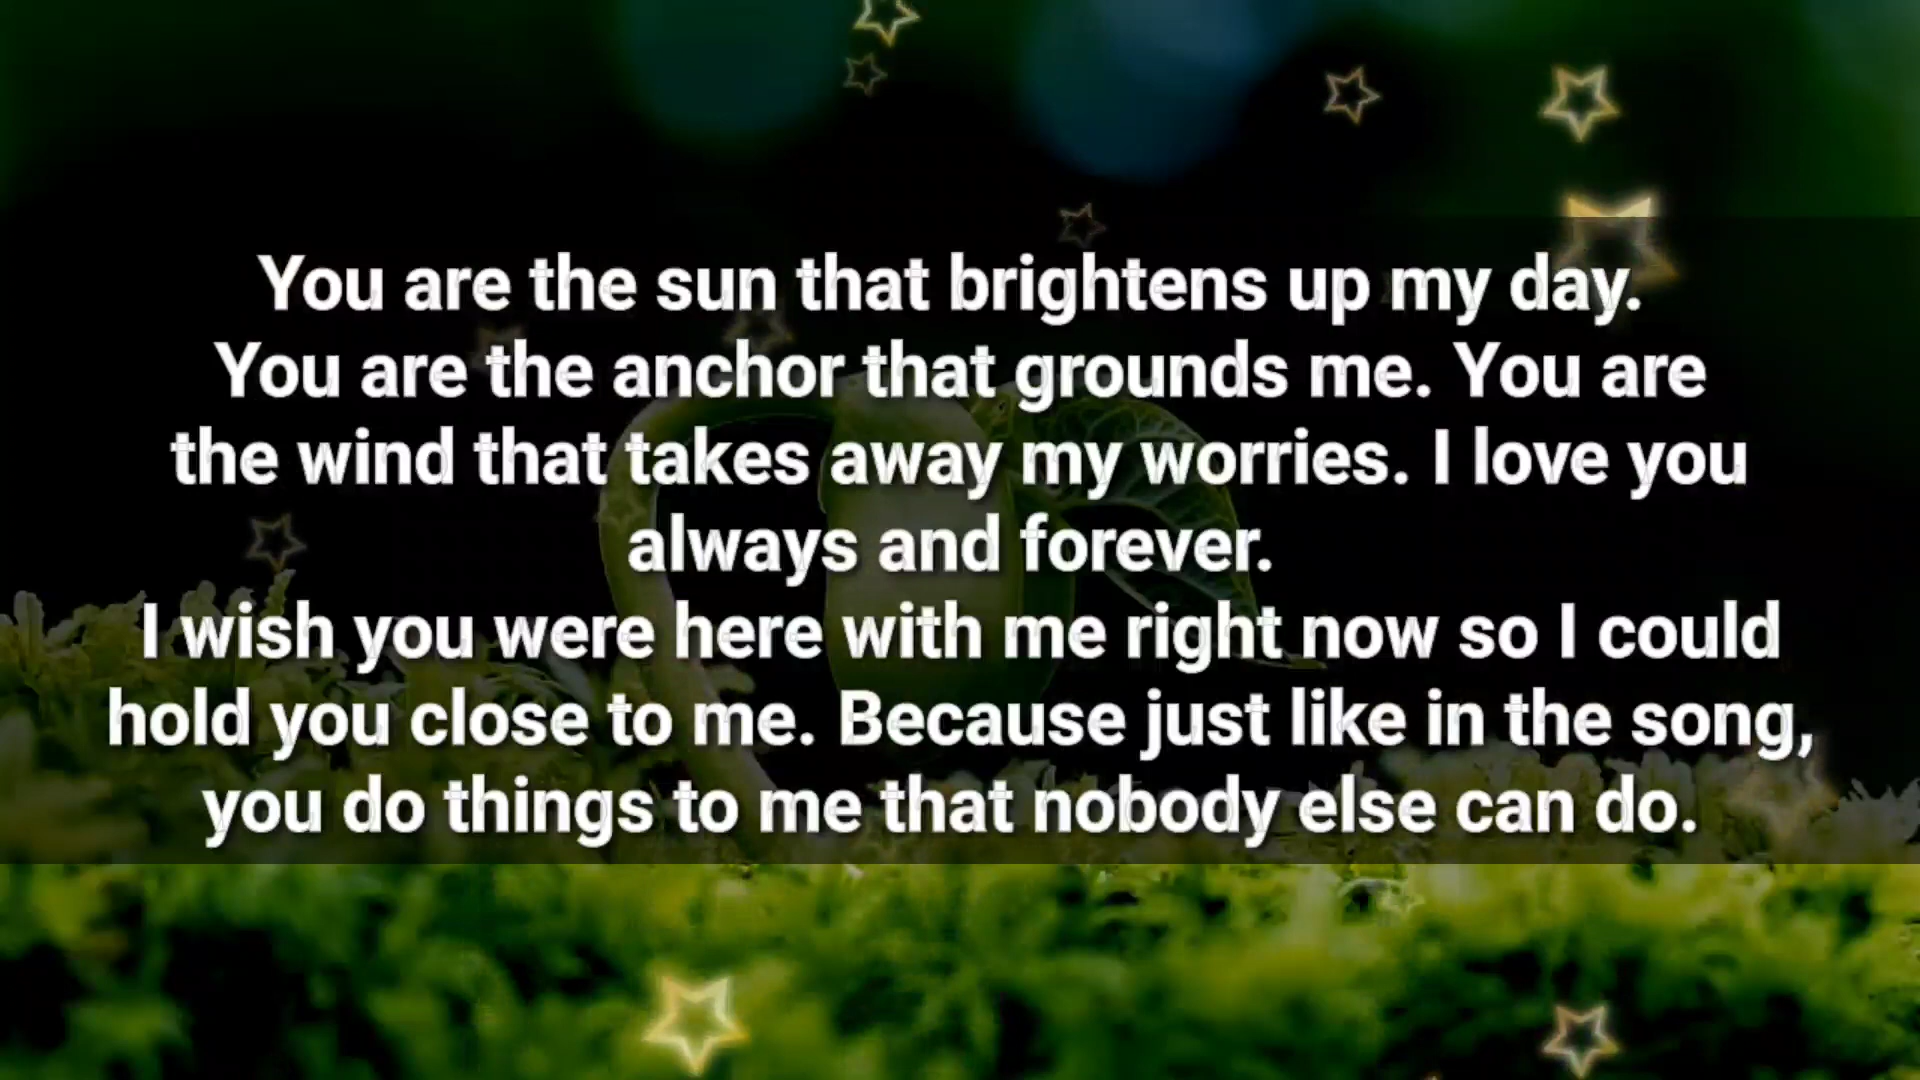 You are the sun that brightens up my day.
You are the anchor that grounds me. You are
the wind that takes away my worries. I love you
always and forever.
I wish you were here with me right now so I could
hold you close to me. Because just like in the song,
you do things to me that nobody else can do.